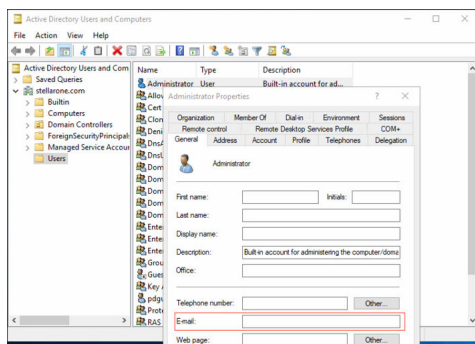 Active Directory Users and Computers
File Action View Help
Active Directory Users and Com
Saved Queries
stellarone.com
Builtin
Computers
Domain Controllers
ForeignSecurityPrincipal:
Managed Service Accour
Users
Name Type Description
Administrator User Built-in account for ad...
Allov
Cert
Clon
Deni
DnsA
DnsU
Dom
Dom
Dom
Dom
Dom
Ente
Ente
Ente
Grou
Gues
Key A
pdgu
Prote
RAS
Administrator Properties ? ×
Organization Member Of Dial-in Environment Sessions
Remote control Remote Desktop Services Profile COM+
General Address Account Profile Telephones Delegation
Administrator
First name: Initials:
Last name:
Display name:
Description: Built-in account for administering the computer/doma
Office:
Telephone number: Other...
E-mail:
Web page: Other...